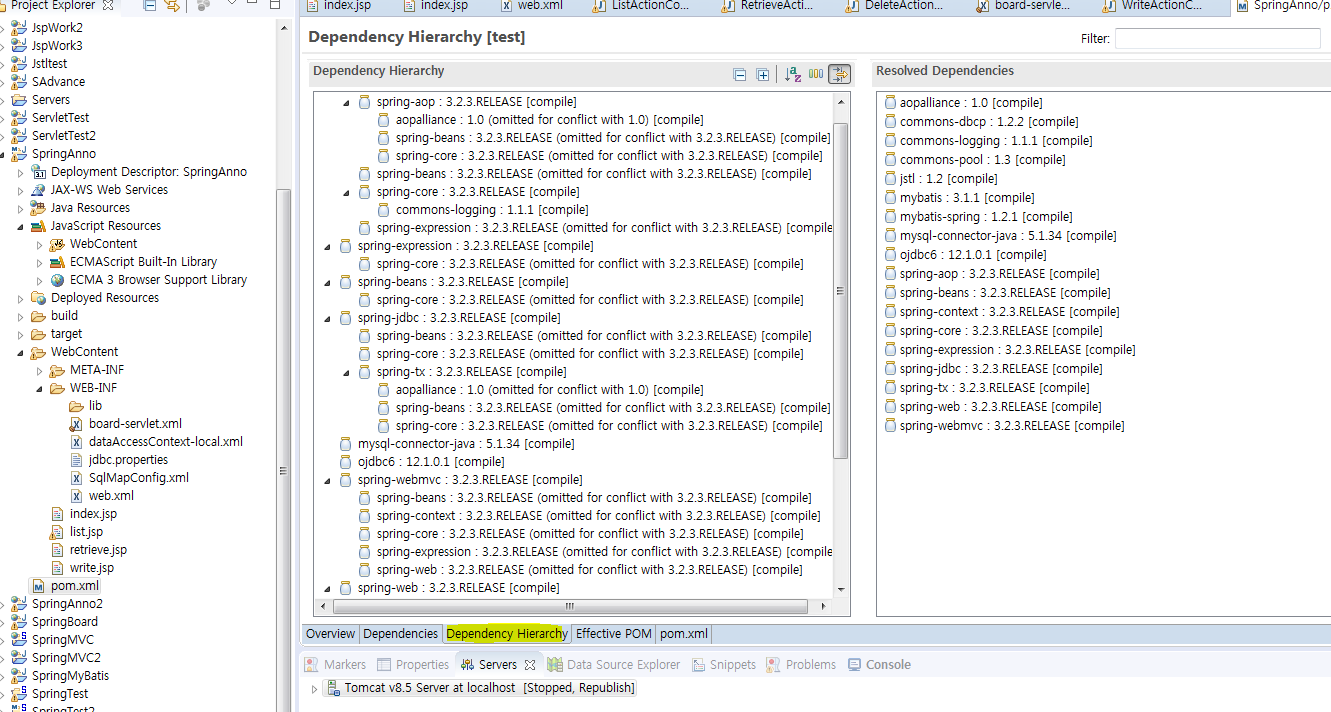 Project Explorer
JspWork2
JspWork3
Jstltest
SAdvance
Servers
ServletTest
ServletTest2
SpringAnno
Deployment Descriptor: SpringAnno
JAX-WS Web Services
Java Resources
JavaScript Resources
WebContent
ECMAScript Built-In Library
ECMA 3 Browser Support Library
Deployed Resources
build
target
WebContent
META-INF
WEB-INF
lib
board-servlet.xml
dataAccessContext-local.xml
jdbc.properties
SqlMapConfig.xml
web.xml
index.jsp
list.jsp
retrieve.jsp
write.jsp
pom.xml
SpringAnno2
SpringBoard
SpringMVC
SpringMVC2
SpringMyBatis
SpringTest
SpringTest2
index.jsp index.jsp web.xml ListActionCo... RetrieveActi... DeleteAction... board-servle... WriteActionC... SpringAnno/p
Dependency Hierarchy [test]
Filter:
Dependency Hierarchy
spring-aop : 3.2.3.RELEASE [compile]
aopalliance : 1.0 (omitted for conflict with 1.0) [compile]
spring-beans : 3.2.3.RELEASE (omitted for conflict with 3.2.3.RELEASE) [compile]
spring-core : 3.2.3.RELEASE (omitted for conflict with 3.2.3.RELEASE) [compile]
spring-beans : 3.2.3.RELEASE (omitted for conflict with 3.2.3.RELEASE) [compile]
spring-core : 3.2.3.RELEASE [compile]
commons-logging : 1.1.1 [compile]
spring-expression : 3.2.3.RELEASE (omitted for conflict with 3.2.3.RELEASE) [compile
spring-expression : 3.2.3.RELEASE [compile]
spring-core : 3.2.3.RELEASE (omitted for conflict with 3.2.3.RELEASE) [compile]
spring-beans : 3.2.3.RELEASE [compile]
spring-core : 3.2.3.RELEASE (omitted for conflict with 3.2.3.RELEASE) [compile]
spring-jdbc : 3.2.3.RELEASE [compile]
spring-beans : 3.2.3.RELEASE (omitted for conflict with 3.2.3.RELEASE) [compile]
spring-core : 3.2.3.RELEASE (omitted for conflict with 3.2.3.RELEASE) [compile]
spring-tx : 3.2.3.RELEASE [compile]
aopalliance : 1.0 (omitted for conflict with 1.0) [compile]
spring-beans : 3.2.3.RELEASE (omitted for conflict with 3.2.3.RELEASE) [compile]
spring-core : 3.2.3.RELEASE (omitted for conflict with 3.2.3.RELEASE) [compile]
mysql-connector-java : 5.1.34 [compile]
ojdbc6 : 12.1.0.1 [compile]
spring-webmvc : 3.2.3.RELEASE [compile]
spring-beans : 3.2.3.RELEASE (omitted for conflict with 3.2.3.RELEASE) [compile]
spring-context : 3.2.3.RELEASE (omitted for conflict with 3.2.3.RELEASE) [compile]
spring-core : 3.2.3.RELEASE (omitted for conflict with 3.2.3.RELEASE) [compile]
spring-expression : 3.2.3.RELEASE (omitted for conflict with 3.2.3.RELEASE) [compile
spring-web : 3.2.3.RELEASE (omitted for conflict with 3.2.3.RELEASE) [compile]
spring-web : 3.2.3.RELEASE [compile]
Resolved Dependencies
aopalliance : 1.0 [compile]
commons-dbcp : 1.2.2 [compile]
commons-logging : 1.1.1 [compile]
commons-pool : 1.3 [compile]
jstl : 1.2 [compile]
mybatis : 3.1.1 [compile]
mybatis-spring : 1.2.1 [compile]
mysql-connector-java : 5.1.34 [compile]
ojdbc6 : 12.1.0.1 [compile]
spring-aop : 3.2.3.RELEASE [compile]
spring-beans : 3.2.3.RELEASE [compile]
spring-context : 3.2.3.RELEASE [compile]
spring-core : 3.2.3.RELEASE [compile]
spring-expression : 3.2.3.RELEASE [compile]
spring-jdbc : 3.2.3.RELEASE [compile]
spring-tx : 3.2.3.RELEASE [compile]
spring-web : 3.2.3.RELEASE [compile]
spring-webmvc : 3.2.3.RELEASE [compile]
Overview Dependencies Dependency Hierarchy Effective POM pom.xml
Markers Properties Servers Data Source Explorer Snippets Problems Console
Tomcat v8.5 Server at localhost [Stopped, Republish]